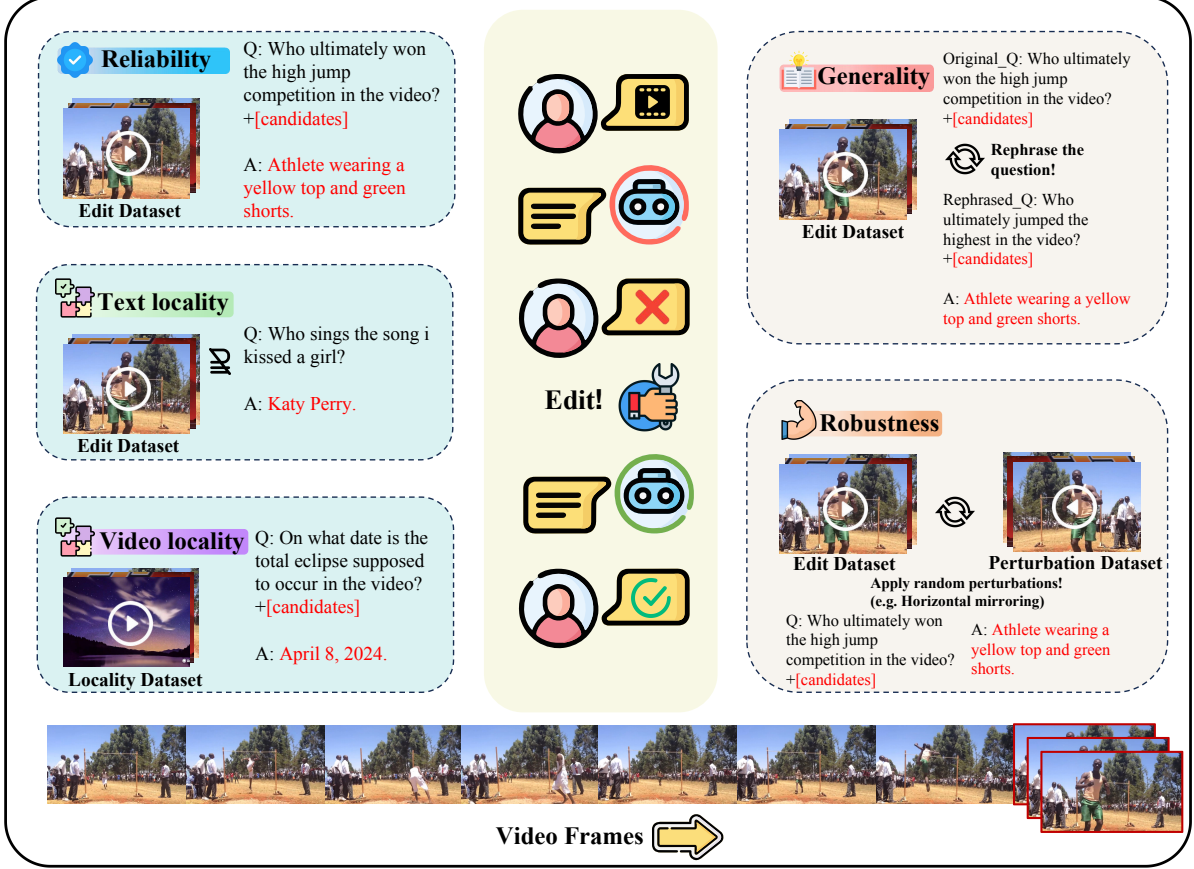 Reliability
Q: Who ultimately won
the high jump
competition in the video?
+[candidates]
A: Athlete wearing a
yellow top and green
shorts.
Edit Dataset
Text locality
Q: Who sings the song i
kissed a girl?
A: Katy Perry.
Edit Dataset
Video locality
Q: On what date is the
total eclipse supposed
to occur in the video?
+[candidates]
A: April 8, 2024.
Locality Dataset
Edit!
Generality
Original_Q: Who ultimately
won the high jump
competition in the video?
+[candidates]
Rephrase the
question!
Edit Dataset
Rephrased_Q: Who
ultimately jumped the
highest in the video?
+[candidates]
A: Athlete wearing a yellow
top and green shorts.
Robustness
Edit Dataset
Perturbation Dataset
Apply random perturbations!
(e.g. Horizontal mirroring)
Q: Who ultimately won
the high jump
competition in the video?
+[candidates]
A: Athlete wearing a
yellow top and green
shorts.
Video Frames